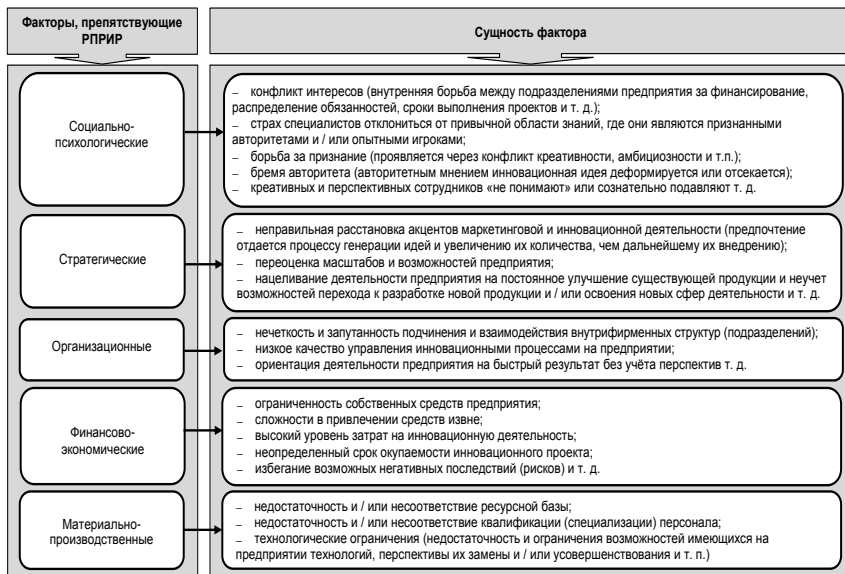 Факторы, препятствующие
РПРИР
Сущность фактора
Социально-
психологические
– конфликт интересов (внутренняя борьба между подразделениями предприятия за финансирование,
распределение обязанностей, сроки выполнения проектов и т. д.);
– страх специалистов отклониться от привычной области знаний, где они являются признанными
авторитетами и / или опытными игроками;
– борьба за признание (проявляется через конфликт креативности, амбициозности и т.п.);
– бремя авторитета (авторитетным мнением инновационная идея деформируется или отсекается);
– креативных и перспективных сотрудников «не понимают» или сознательно подавляют т. д.
Стратегические
– неправильная расстановка акцентов маркетинговой и инновационной деятельности (предпочтение
отдается процессу генерации идей и увеличению их количества, чем дальнейшему их внедрению);
– переоценка масштабов и возможностей предприятия;
– нацеливание деятельности предприятия на постоянное улучшение существующей продукции и неучет
возможностей перехода к разработке новой продукции и / или освоения новых сфер деятельности и т. д.
Организационные
– нечеткость и запутанность подчинения и взаимодействия внутрифирменных структур (подразделений);
– низкое качество управления инновационными процессами на предприятии;
– ориентация деятельности предприятия на быстрый результат без учёта перспектив т. д.
Финансово-
экономические
– ограниченность собственных средств предприятия;
– сложности в привлечении средств извне;
– высокий уровень затрат на инновационную деятельность;
– неопределенный срок окупаемости инновационного проекта;
– избегание возможных негативных последствий (рисков) и т. д.
Материально-
производственные
– недостаточность и / или несоответствие ресурсной базы;
– недостаточность и / или несоответствие квалификации (специализации) персонала;
– технологические ограничения (недостаточность и ограничения возможностей имеющихся на
предприятии технологий, перспективы их замены и / или усовершенствования и т. п.)